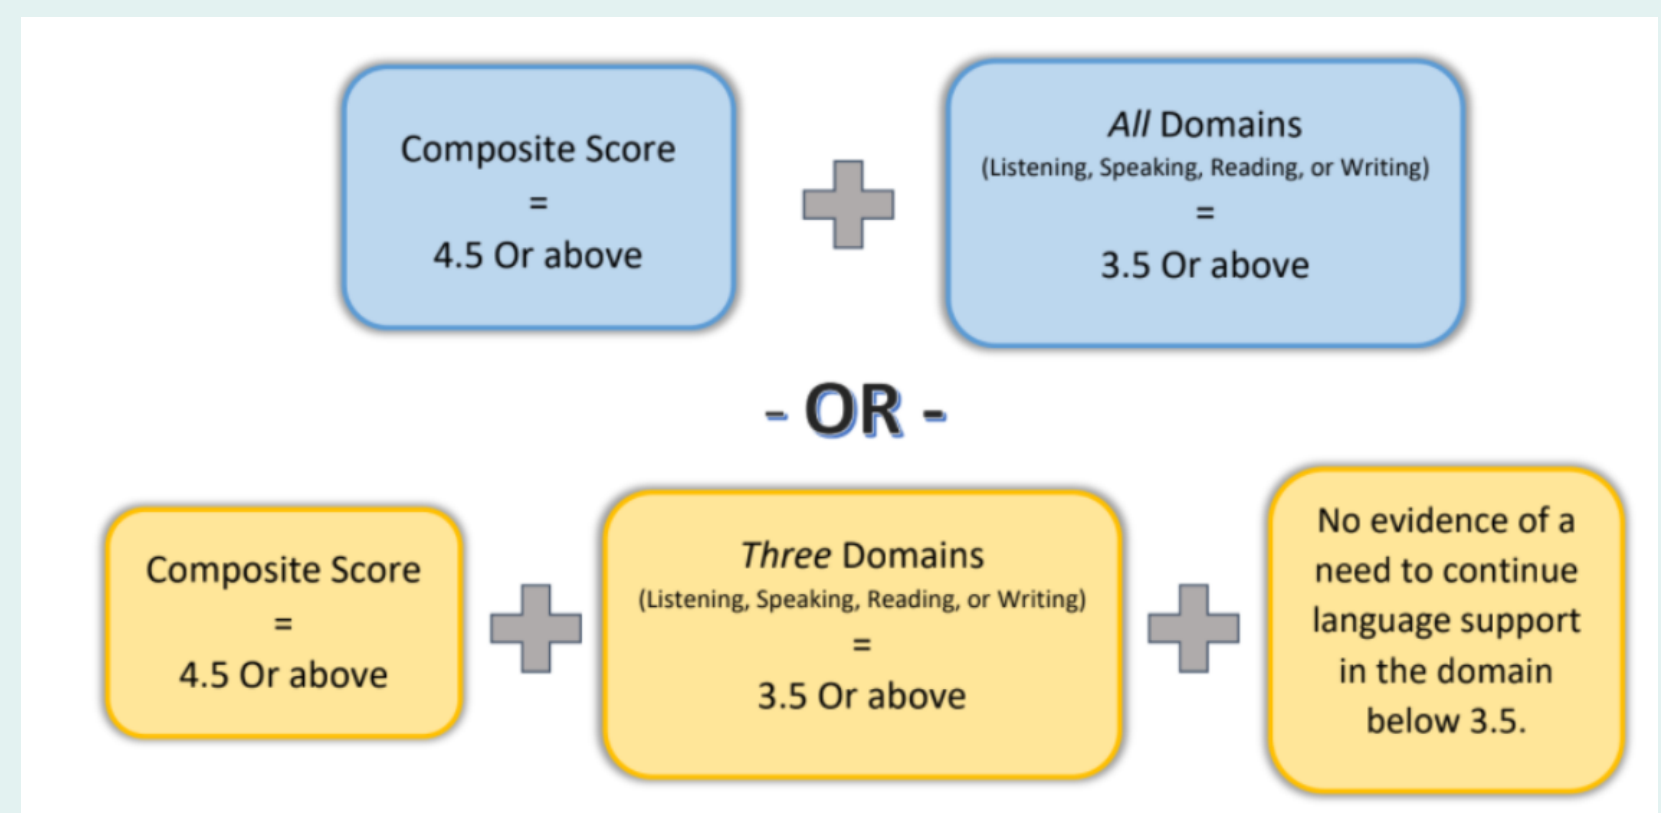 Composite Score
=
4.5 Or above
All Domains
(Listening, Speaking, Reading, or Writing)
=
3.5 Or above
- OR -
Composite Score
=
4.5 Or above
Three Domains
(Listening, Speaking, Reading, or Writing)
=
3.5 Or above
No evidence of a
need to continue
language support
in the domain
below 3.5.